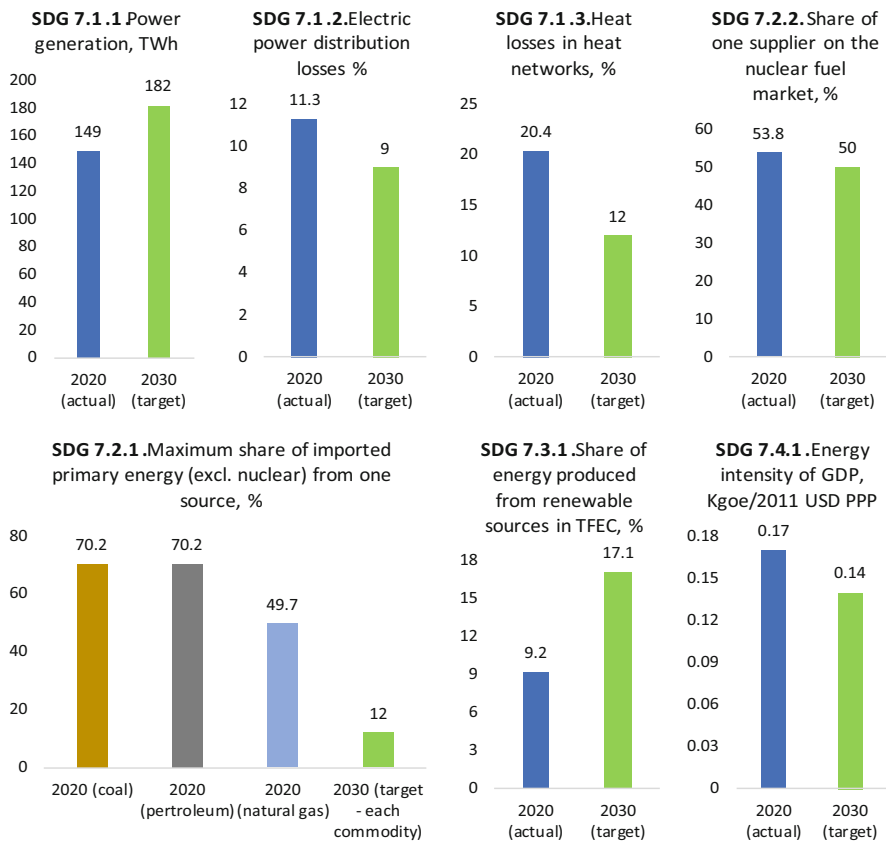 SDG 7.1.1.Power
generation, TWh
200
180
160
140
120
100
80
60
40
20
0
149
182
2020
(actual)
2030
(target)
SDG 7.1.2.Electric
power distribution
losses %
12
10
8
6
4
2
0
11.3
9
2020
(actual)
2030
(target)
SDG 7.1.3.Heat
losses in heat
networks, %
25
20
15
10
5
0
20.4
12
2020
(actual)
2030
(target)
SDG 7.2.2.Share of
one supplier on the
nuclear fuel
market, %
60
50
40
30
20
10
0
53.8
50
2020
(actual)
2030
(target)
SDG 7.2.1.Maximum share of imported
primary energy (excl. nuclear) from one
source, %
80
60
40
20
0
70.2
70.2
49.7
12
2020 (coal)
2020
(pertroleum)
2020
(natural gas)
2030 (target
- each
commodity)
SDG 7.3.1.Share of
energy produced
from renewable
sources in TFEC, %
18
15
12
9
6
3
0
9.2
17.1
2020
(actual)
2030
(target)
SDG 7.4.1.Energy
intensity of GDP,
Kgoe/2011 USD PPP
0.18
0.15
0.12
0.09
0.06
0.03
0
0.17
0.14
2020
(actual)
2030
(target)